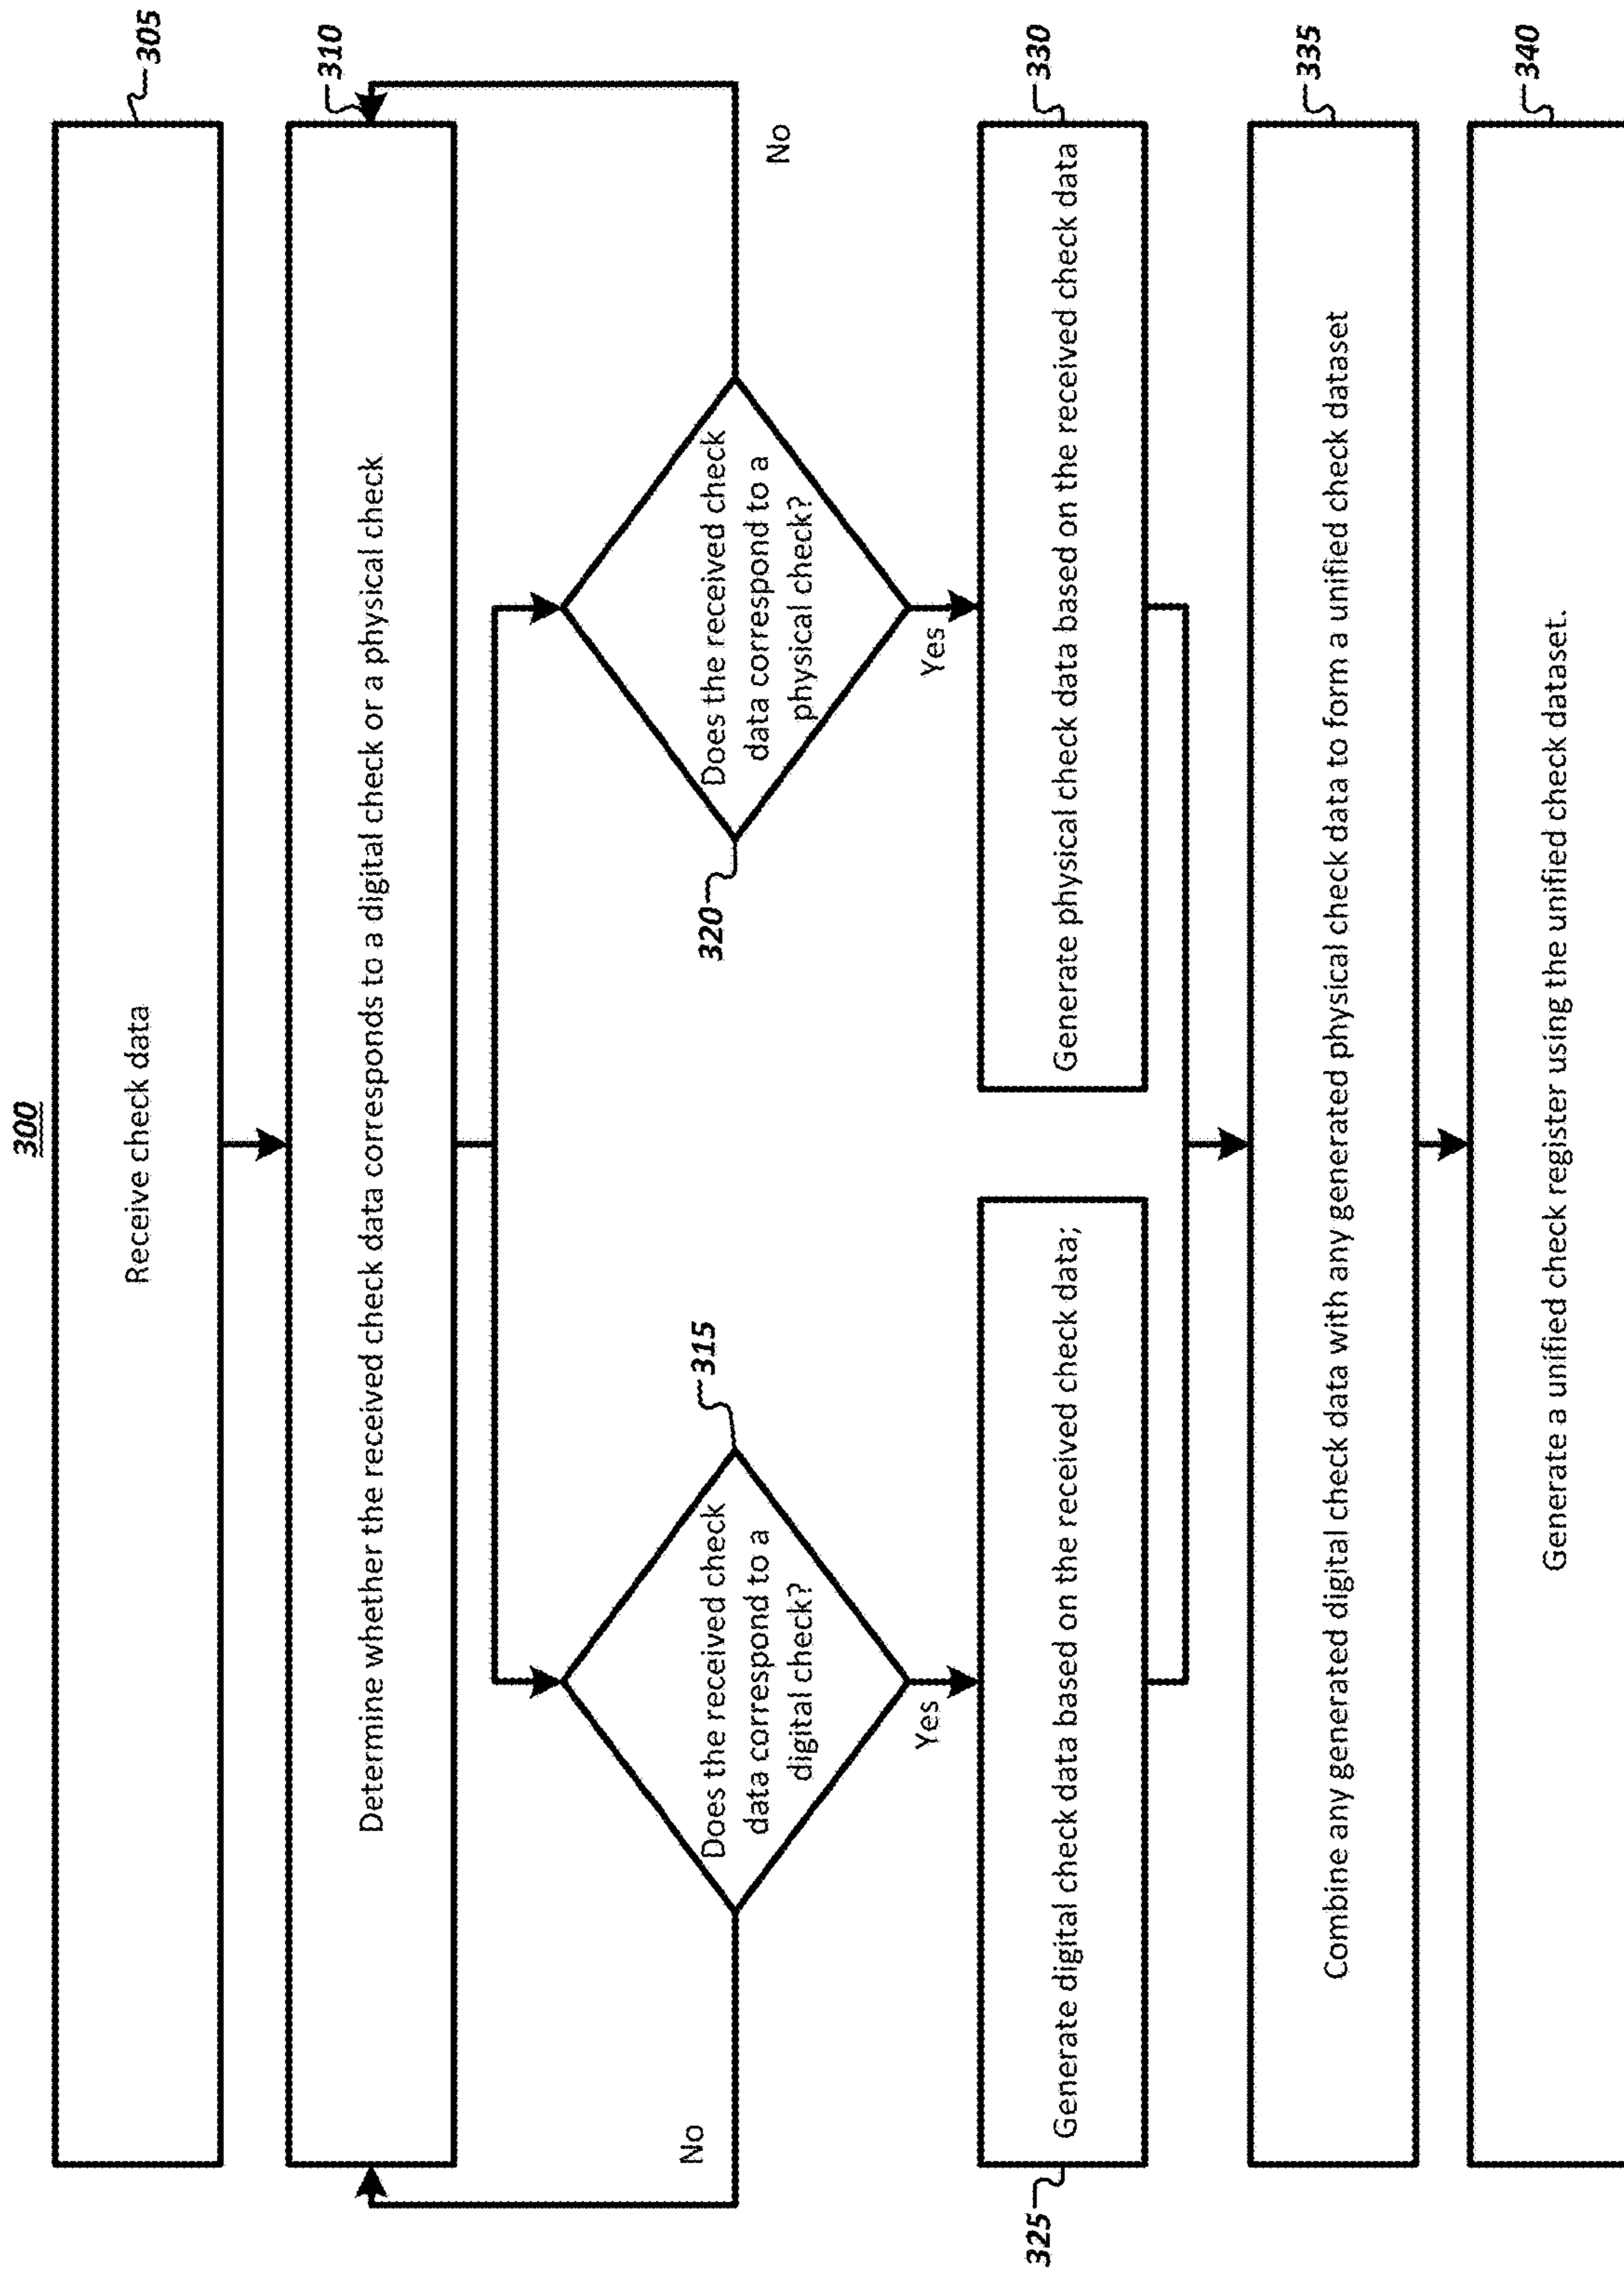 300
Receive check data
305
Determine whether the received check data corresponds to a digital check or a physical check
310
Does the received check
data correspond to a
digital check?
315
No
Yes
Does the received check
data correspond to a
physical check?
320
No
Yes
Generate digital check data based on the received check data;
325
Generate physical check data based on the received check data
330
Combine any generated digital check data with any generated physical check data to form a unified check dataset
335
Generate a unified check register using the unified check dataset.
340